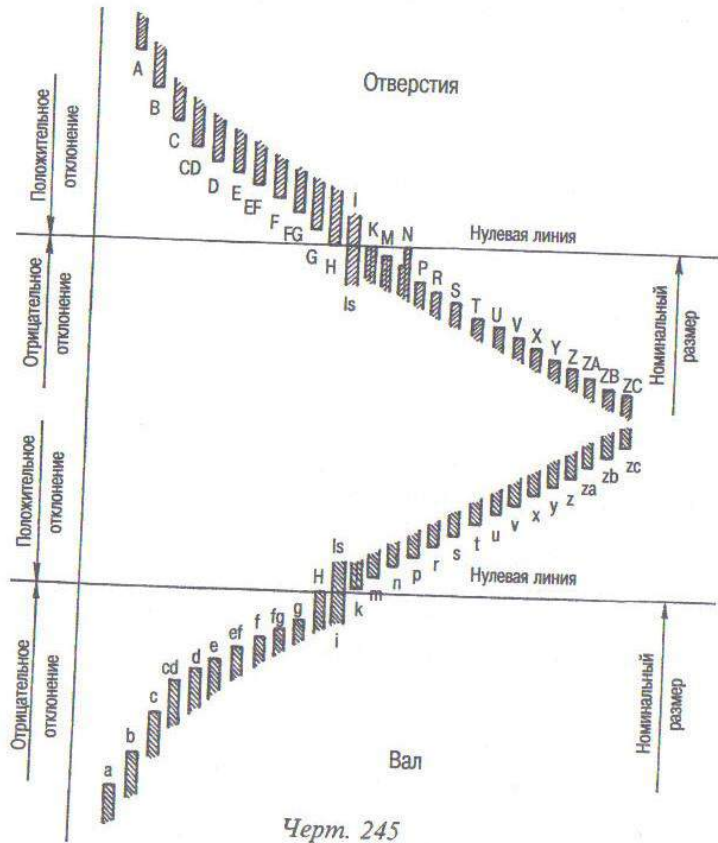 Отверстия
Положительное
отклонение
A
B
C
CD
D
E
EF
F
FG
G
H
I
Is
K
M
N
P
R
S
T
U
V
X
Y
Z
ZA
ZB
ZC
Нулевая линия
Отрицательное
отклонение
Номинальный
размер
Положительное
отклонение
zc
zb
za
z
y
x
v
u
t
s
r
p
n
m
k
Is
H
i
Нулевая линия
g
fg
f
ef
e
d
cd
c
b
a
Отрицательное
отклонение
Номинальный
размер
Вал
Черт. 245